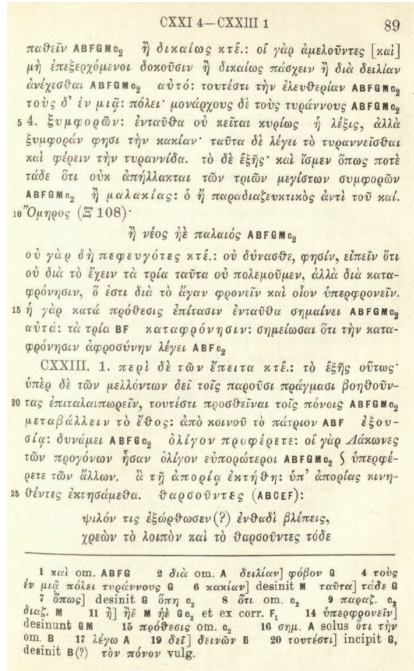 CXXI 4—CXXIII 1 89
παθεῖν ABFGMc₂ ἢ δικαίως κτἑ.: οἱ γὰρ ἀμελοῦντες [καὶ]
μὴ ἐπεξερχόμενοι δοκοῦσιν ἢ δικαίως πάσχειν ἢ διὰ δειλίαν
ἀνέχεσθαι ABFGMc₂ αὐτό: τουτέστι τὴν ἐλευθερίαν ABFGMc₂
τοὺς δ' ἐν μιᾷ: πόλει· μονάρχους δὲ τοὺς τυράννους ABFGMc₂
5 4. ξυμφορῶν: ἐνταῦθα οὐ κεῖται κυρίως ἡ λέξις, ἀλλὰ
ξυμφοράν φησι τὴν κακίαν· ταῦτα δὲ λέγει τὸ τυραννεῖσθαι
καὶ φέρειν τὴν τυραννίδα. τὸ δὲ ἑξῆς· καὶ ἴσμεν ὅπως ποτὲ
τάδε ὅτι οὐκ ἀπήλλακται τῶν τριῶν μεγίστων συμφορῶν
ABFGMc₂ ἢ μαλακίας: ὁ ἢ παραδιαζευκτικὸς ἀντὶ τοῦ καί.
10 Ὅμηρος (Ξ 108)·
ἢ νέος ἠὲ παλαιός ABFGMc₂
οὐ γὰρ δὴ πεφευγότες κτἑ.: οὐ δύνασθε, φησίν, εἰπεῖν ὅτι
οὐ διὰ τὸ ἔχειν τὰ τρία ταῦτα οὐ πολεμοῦμεν, ἀλλὰ διὰ κατα-
φρόνησιν, ὅ ἐστι διὰ τὸ ἄγαν φρονεῖν καὶ οἷον ὑπερφρονεῖν.
15 ἡ γὰρ κατά πρόθεσις ἐπίτασιν ἐνταῦθα σημαίνει ABFGMc₂
αὐτά: τὰ τρία BF καταφρόνησιν: σημείωσαι ὅτι τὴν κατα-
φρόνησιν ἀφροσύνην λέγει ABFc₂
CXXIII. 1. περὶ δὲ τῶν ἔπειτα κτἑ.: τὸ ἑξῆς οὕτως·
ὑπὲρ δὲ τῶν μελλόντων δεῖ τοῖς παροῦσι πράγμασι βοηθοῦν-
20 τας ἐπιταλαιπωρεῖν, τουτέστι προσθεῖναι τοῖς πόνοις ABFGMc₂
μεταβάλλειν τὸ ἔθος: ἀπὸ κοινοῦ τὸ πάτριον ABF ἐξου-
σίᾳ: δυνάμει ABFGc₂ ὀλίγον προφέρετε: οἱ γὰρ Λάκωνες
τῶν προγόνων ἦσαν ὀλίγον εὐπορώτεροι ABFGMc₂ § ὑπερφέ-
ρετε τῶν ἄλλων. ἃ τῇ ἀπορίᾳ ἐκτήθη: ὑπ' ἀπορίας κινη-
25 θέντες ἐκτησάμεθα. θαρσοῦντες (ABCEF):
ψιλόν τις ἐξώρθωσεν(?) ἐνθαδὶ βλέπεις,
χρεὼν τὸ λοιπὸν καὶ τὸ θαρσοῦντες τόδε
1 καὶ om. ABFG 2 διὰ om. A δειλίαν] φόβον G 4 τοὺς
ἐν μιᾷ πόλει τυράννους G 6 κακίαν] desinit M ταῦτα] τάδε G
7 ὅπως] desinit G ὅπη c₂ 8 ὅτι om. c₂ 9 παραζ. c₂
διαζ. M 11 ἢ] ἠὲ M ἠὲ Gc₂ et ex corr. F, 14 ὑπερφρονεῖν]
desinunt GM 15 πρόθεσις om. c₂ 16 σημ. A solus ὅτι τὴν
om. B 17 λέγω A 19 δεῖ] δεινῶν B 20 τουτέστι] incipit G,
desinit B(?) τὸν πόνον vulg.